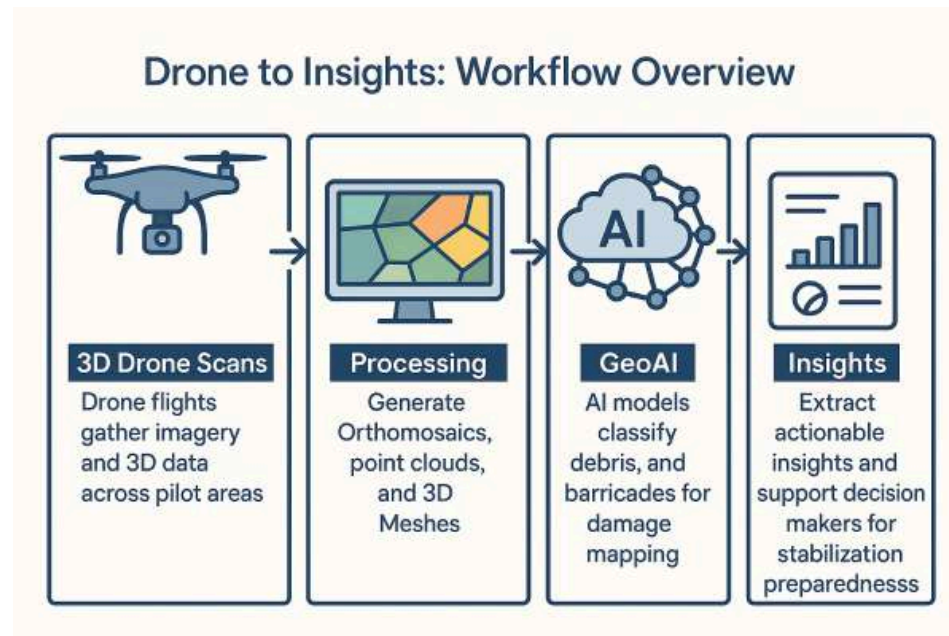 Drone to Insights: Workflow Overview
3D Drone Scans
Drone flights
gather imagery
and 3D data
across pilot areas
Processing
Generate
Orthomosaics,
point clouds,
and 3D
Meshes
AI
GeoAI
AI models
classify
debris, and
barricades for
damage
mapping
Insights
Extract
actionable
insights and
support decision
makers for
stabilization
preparednesss